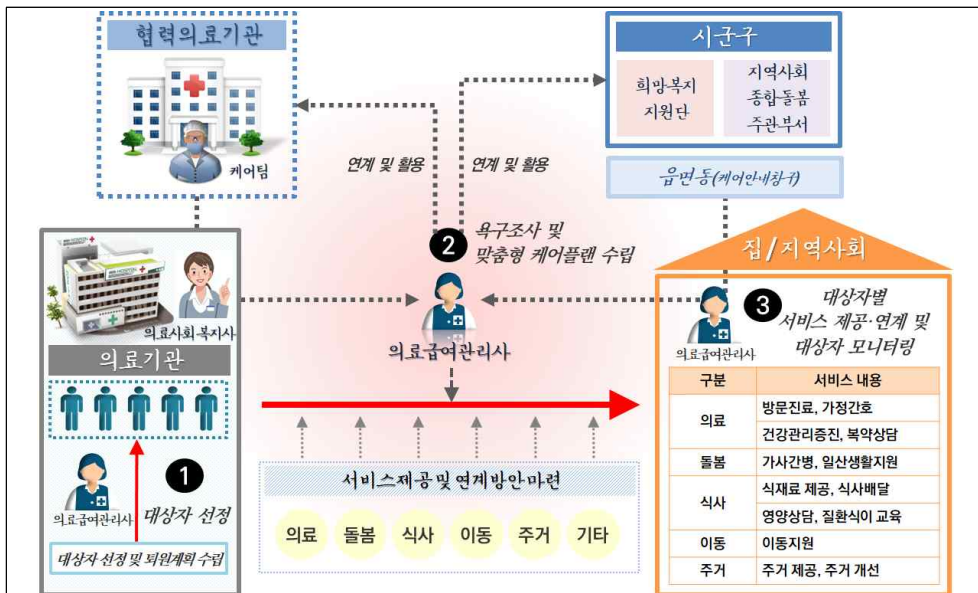 협력의료기관
케어팀
시군구
희망복지
지원단
지역사회
종합돌봄
주관부서
읍면동(케어안내창구)
연계 및 활용
연계 및 활용
2
욕구조사 및
맞춤형 케어플랜 수립
의료급여관리사
HOSPITAL
의료사회복지사
의료기관
1
의료급여관리사
대상자 선정
대상자 선정 및 퇴원계획 수립
서비스제공 및 연계방안마련
의료
돌봄
식사
이동
주거
기타
집/지역사회
3
대상자별
서비스 제공·연계 및
대상자 모니터링
의료급여관리사
구분 서비스 내용
의료 방문진료, 가정간호
건강관리증진, 복약상담
돌봄 가사간병, 일산생활지원
식사 식재료 제공, 식사배달
영양상담, 질환식이 교육
이동 이동지원
주거 주거 제공, 주거 개선